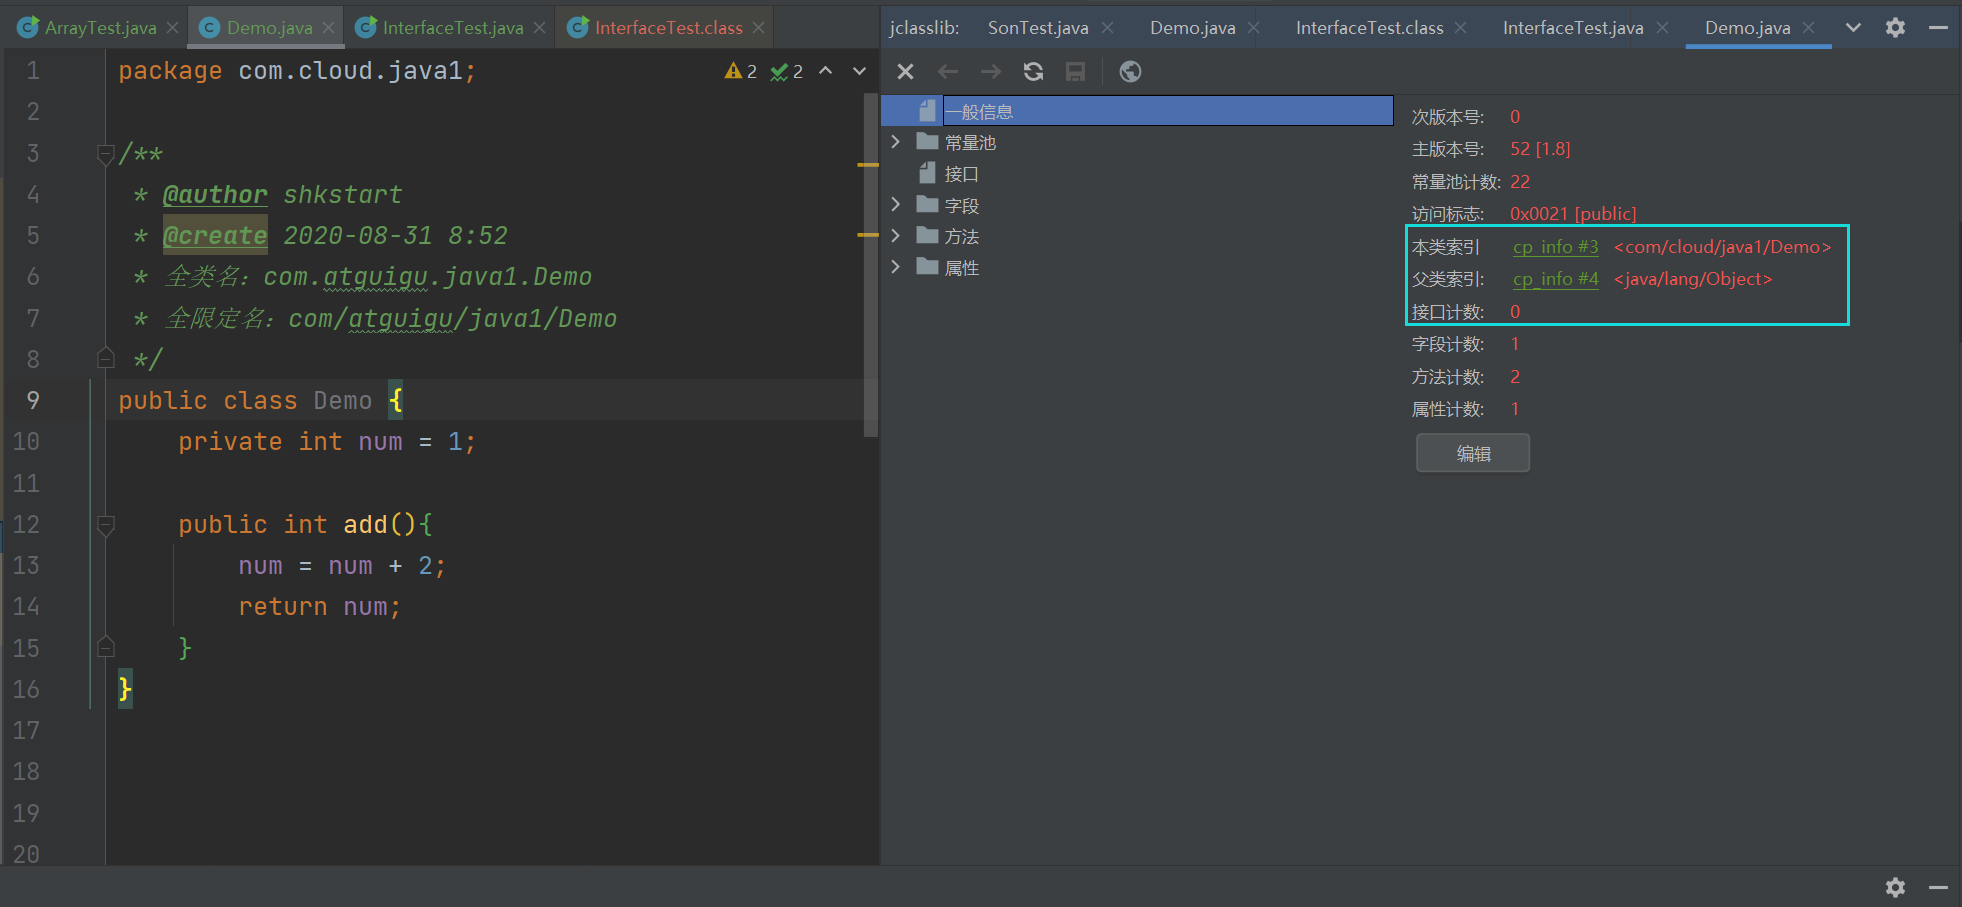 ArrayTest.java
Demo.java
InterfaceTest.java
InterfaceTest.class
1 package com.cloud.java1;
2 2
2
3 /**
4 * @author shkstart
5 * @create 2020-08-31 8:52
6 * 全类名：com.atguigu.java1.Demo
7 * 全限定名：com/atguigu/java1/Demo
8 */
9 public class Demo {
10 private int num = 1;
11
12 public int add(){
13 num = num + 2;
14 return num;
15 }
16 }
17
18
19
20
jclasslib: SonTest.java Demo.java InterfaceTest.class InterfaceTest.java Demo.java
一般信息
常量池
接口
字段
方法
属性
次版本号: 0
主版本号: 52 [1.8]
常量池计数: 22
访问标志: 0x0021 [public]
本类索引 cp_info #3 <com/cloud/java1/Demo>
父类索引: cp_info #4 <java/lang/Object>
接口计数: 0
字段计数: 1
方法计数: 2
属性计数: 1
编辑